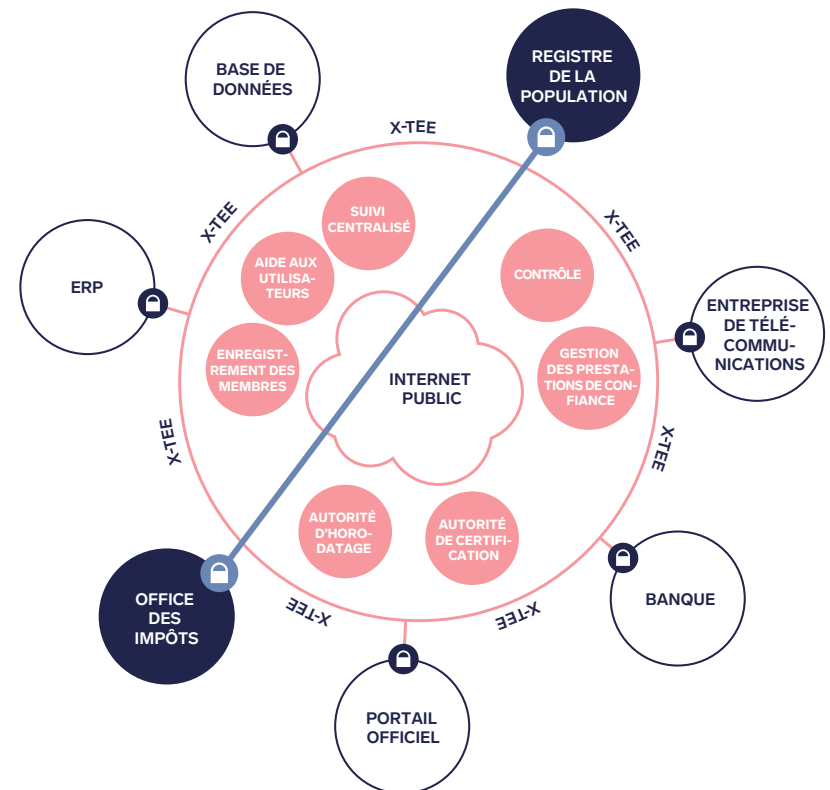 BASE DE
DONNÉES
REGISTRE
DE LA
POPULATION
X-TEE
X-TEE
X-TEE
SUIVI
CENTRALISÉ
AIDE AUX
UTILISA-
TEURS
CONTRÔLE
ERP
ENTREPRISE
DE TÉLÉ-
COMMU-
NICATIONS
ENREGIST-
REMENT DES
MEMBRES
GESTION
DES PRESTA-
TIONS DE CON-
FIANCE
INTERNET
PUBLIC
X-TEE
X-TEE
AUTORITÉ
D'HORO-
DATAGE
AUTORITÉ
DE CERTIFI-
CATION
OFFICE
DES
IMPÔTS
BANQUE
X-TEE
X-TEE
PORTAIL
OFFICIEL